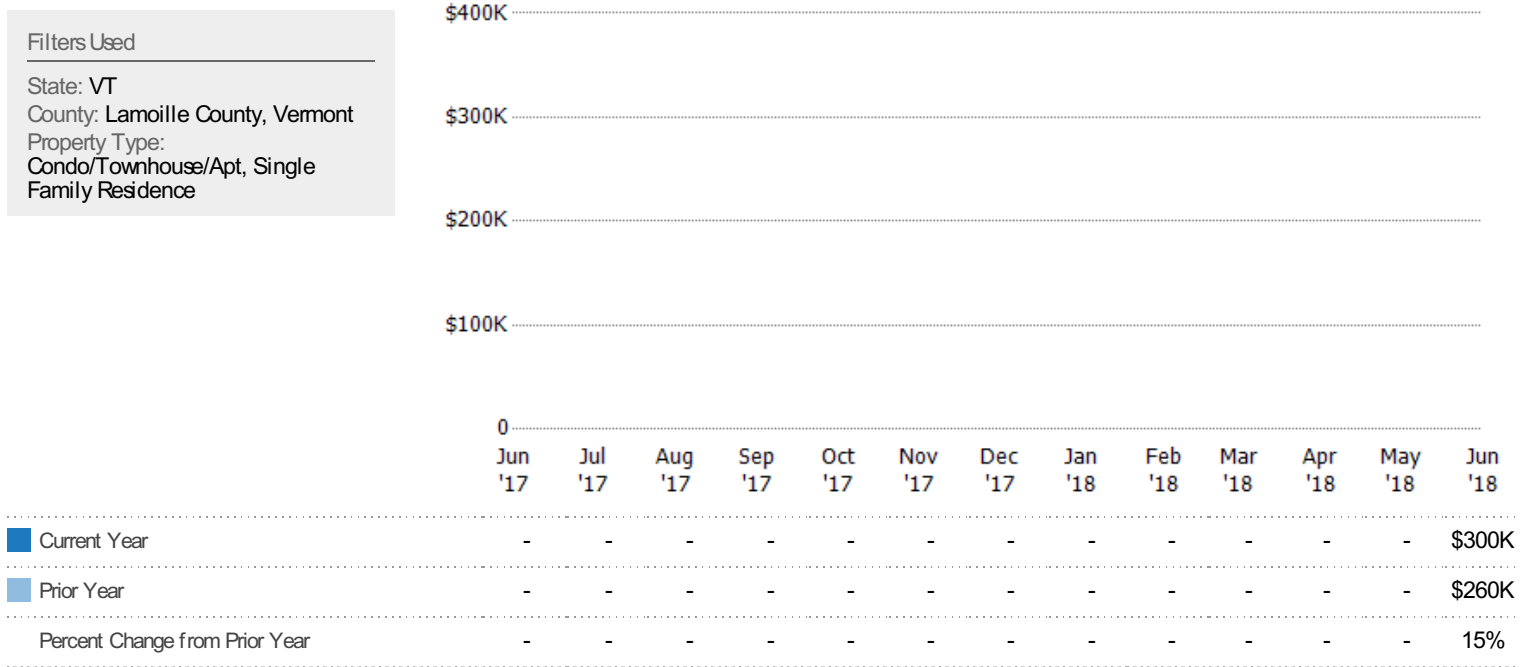 Filters Used
State: VT
County: Lamoille County, Vermont
Property Type:
Condo/Townhouse/Apt, Single
Family Residence
$400K
$300K
$200K
$100K
0
Jun Jul Aug Sep Oct Nov Dec Jan Feb Mar Apr May Jun
'17 '17 '17 '17 '17 '17 '17 '18 '18 '18 '18 '18 '18
Current Year - - - - - - - - - - - - $300K
Prior Year - - - - - - - - - - - - $260K
Percent Change from Prior Year - - - - - - - - - - - - 15%